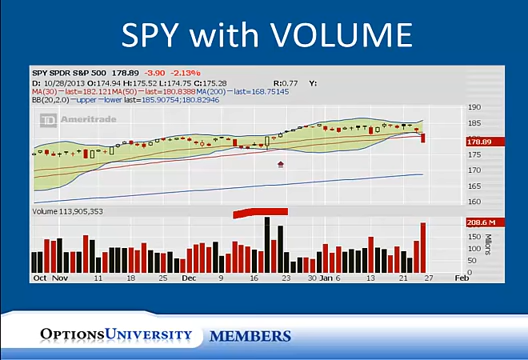 SPY with VOLUME
SPY SPDR S&P 500 178.89 -3.90 -2.13%
D: 10/28/2013 O:174.94 H:175.52 L:174.75 C:175.28 R:0.77 Y:
MA(30) —last=182.121MA(50) —last=180.8388MA(200) —last=168.75145
BB(20,2.0) —upper —lower last=185.90754;180.82946
Ameritrade
190
185
180
178.89
175
170
165
160
Volume 113,905,353
208.6 M
150
100
50
0
Millions
Oct Nov 11 18 25 Dec 9 16 23 30 Jan 6 13 21 27 Feb
OPTIONSUNIVERSITY MEMBERS